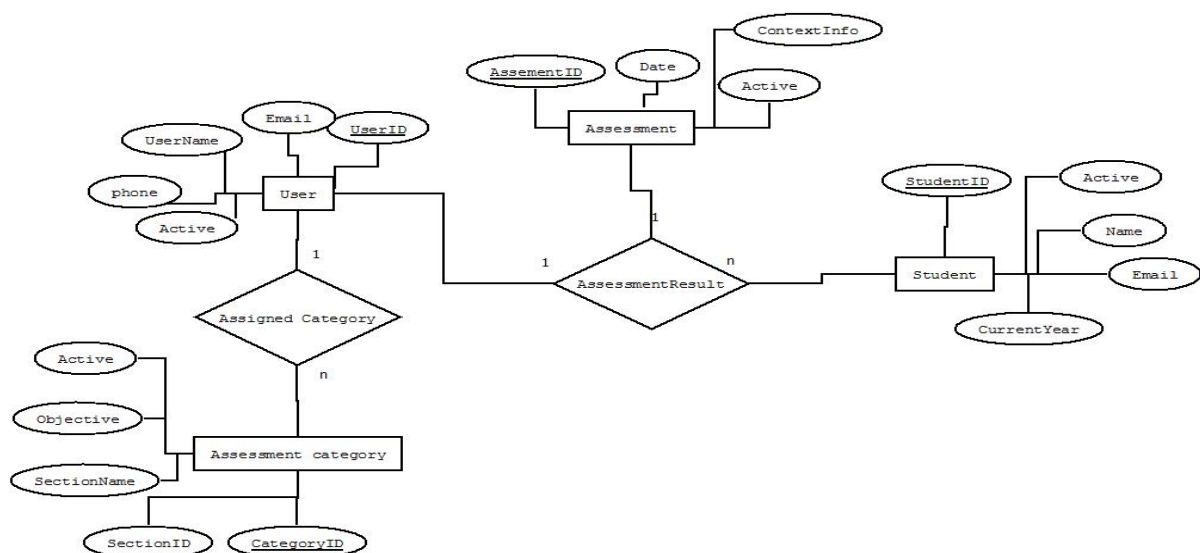 ContextInfo
Date
AssementID
Active
Assessment
Email
UserID
UserName
phone
User
Active
StudentID
Active
Name
Student
Email
CurrentYear
1
1
n
AssessmentResult
1
Assigned Category
n
Active
Objective
Assessment category
SectionName
SectionID
CategoryID